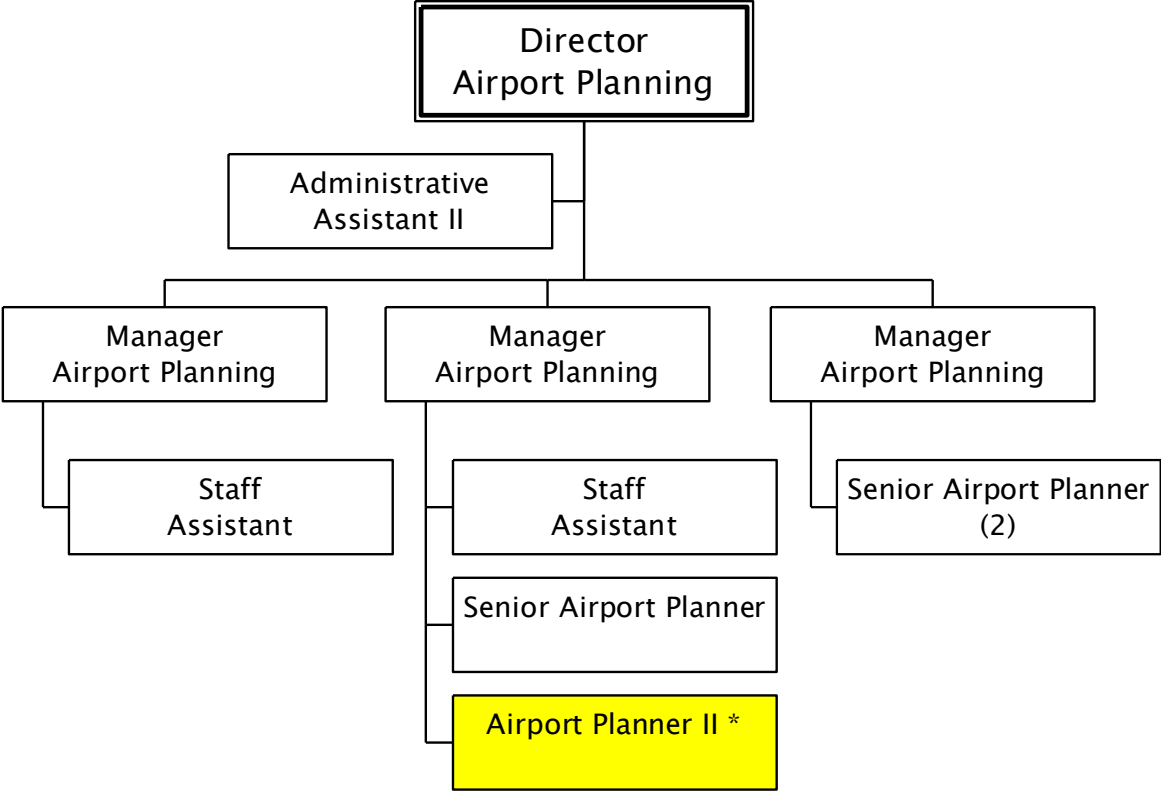 Director
Airport Planning
Administrative
Assistant II
Manager
Airport Planning
Manager
Airport Planning
Manager
Airport Planning
Staff
Assistant
Staff
Assistant
Senior Airport Planner
(2)
Senior Airport Planner
Airport Planner II *